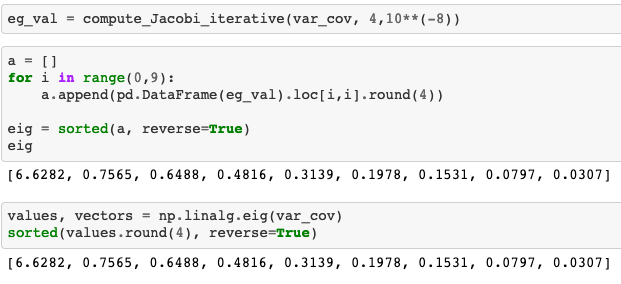 eg_val = compute_Jacobi_iterative(var_cov, 4,10**(-8))
a = []
for i in range(0,9):
    a.append(pd.DataFrame(eg_val).loc[i,i].round(4))
eig = sorted(a, reverse=True)
eig
[6.6282, 0.7565, 0.6488, 0.4816, 0.3139, 0.1978, 0.1531, 0.0797, 0.0307]
values, vectors = np.linalg.eig(var_cov)
sorted(values.round(4), reverse=True)
[6.6282, 0.7565, 0.6488, 0.4816, 0.3139, 0.1978, 0.1531, 0.0797, 0.0307]